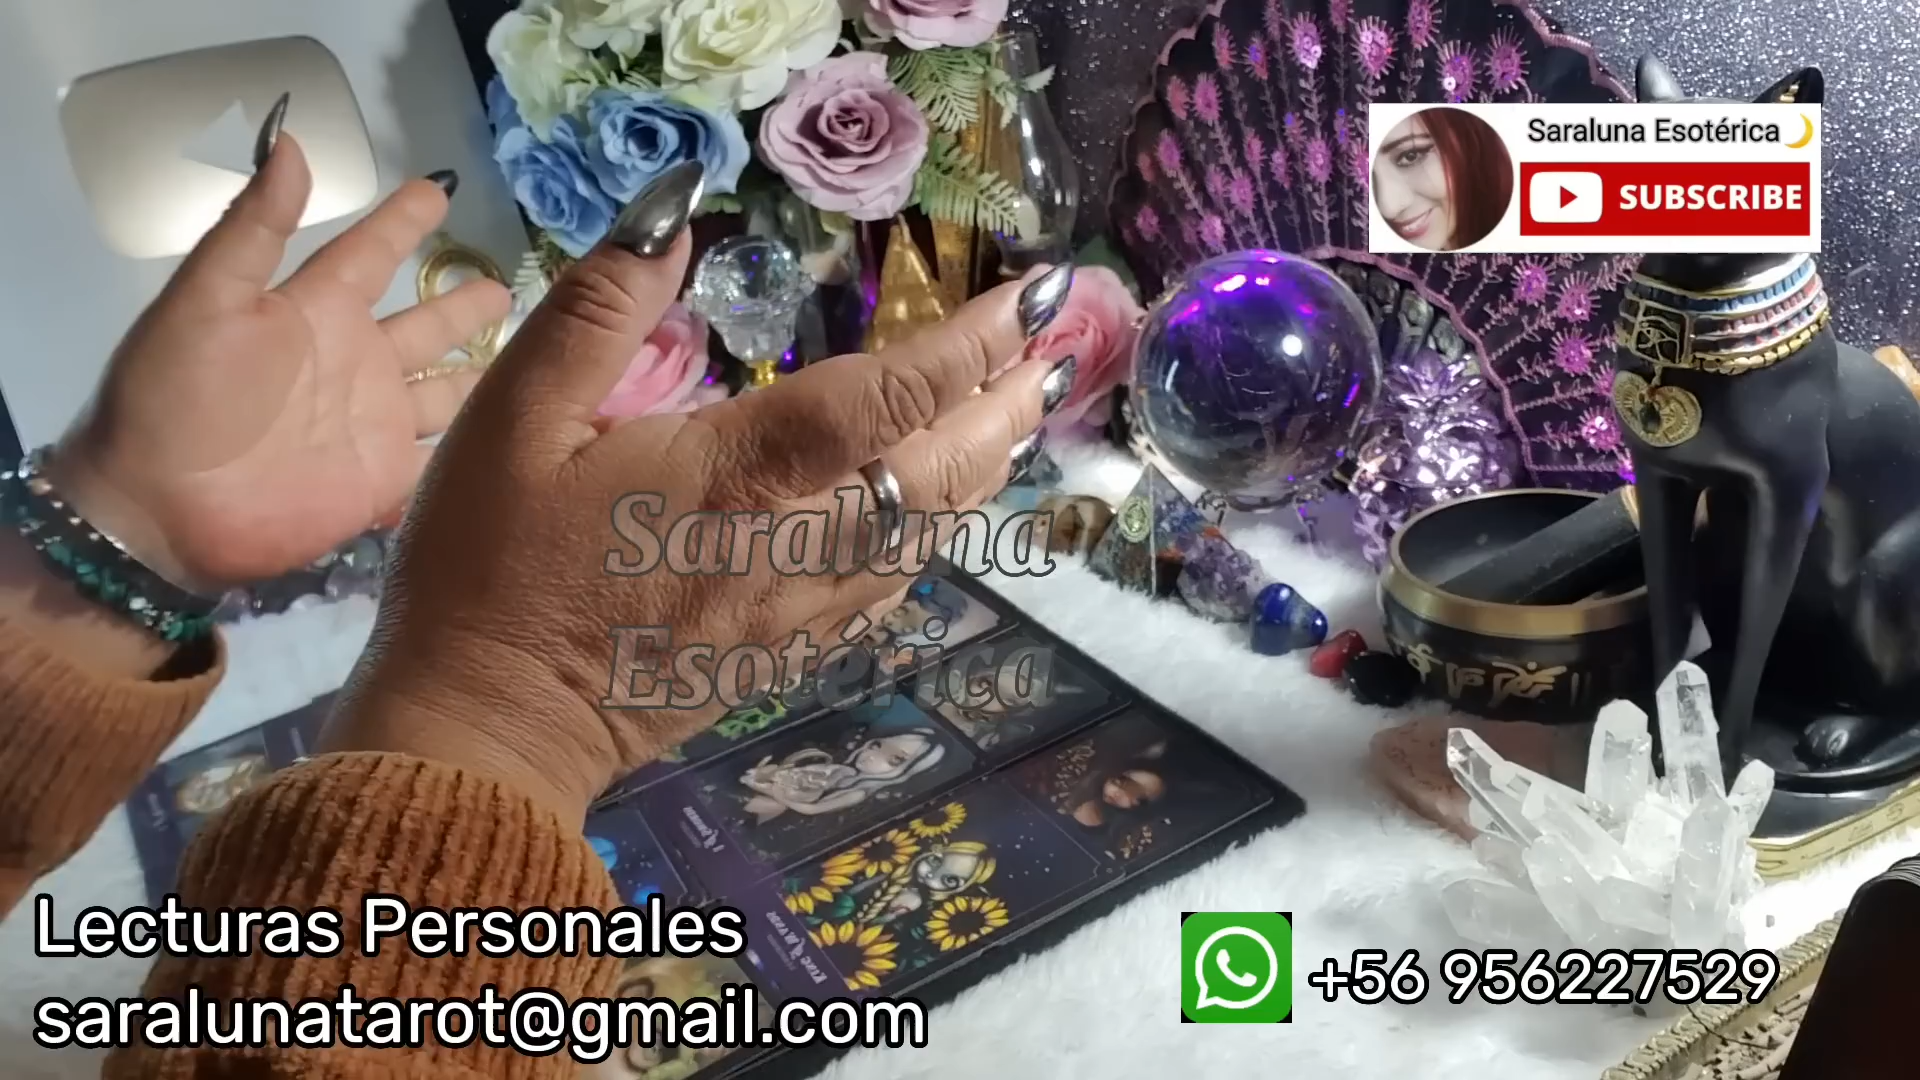 Saraluna Esotérica
SUBSCRIBE
Saraluna
Esotérica
Lecturas Personales
saralunatarot@gmail.com
+56 956227529